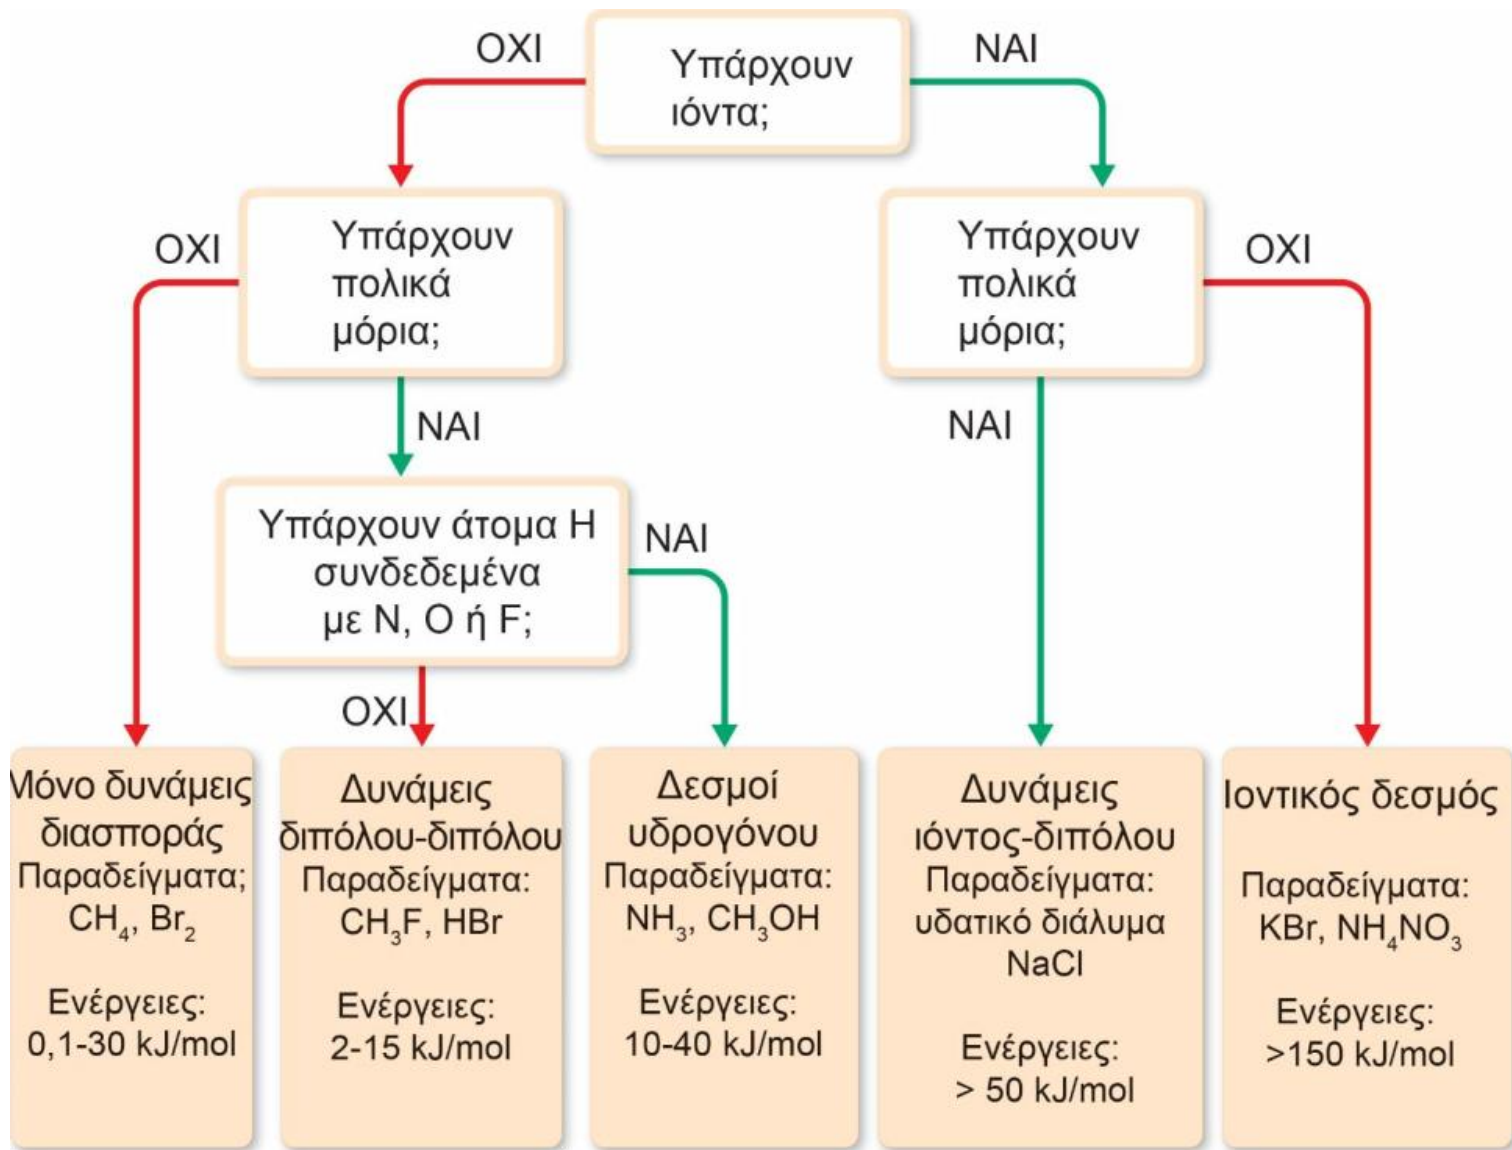 Υπάρχουν
ιόντα;
ΟΧΙ
ΝΑΙ
Υπάρχουν
πολικά
μόρια;
ΟΧΙ
ΝΑΙ
Υπάρχουν
πολικά
μόρια;
ΟΧΙ
ΝΑΙ
Υπάρχουν άτομα Η
συνδεδεμένα
με N, O ή F;
ΝΑΙ
ΟΧΙ
Μόνο δυνάμεις
διασποράς
Παραδείγματα;
CH₄, Br₂
Ενέργειες:
0,1-30 kJ/mol
Δυνάμεις
διπόλου-διπόλου
Παραδείγματα:
CH₃F, HBr
Ενέργειες:
2-15 kJ/mol
Δεσμοί
υδρογόνου
Παραδείγματα:
NH₃, CH₃OH
Ενέργειες:
10-40 kJ/mol
Δυνάμεις
ιόντος-διπόλου
Παραδείγματα:
υδατικό διάλυμα
NaCl
Ενέργειες:
> 50 kJ/mol
Ιοντικός δεσμός
Παραδείγματα:
KBr, NH₄NO₃
Ενέργειες:
>150 kJ/mol